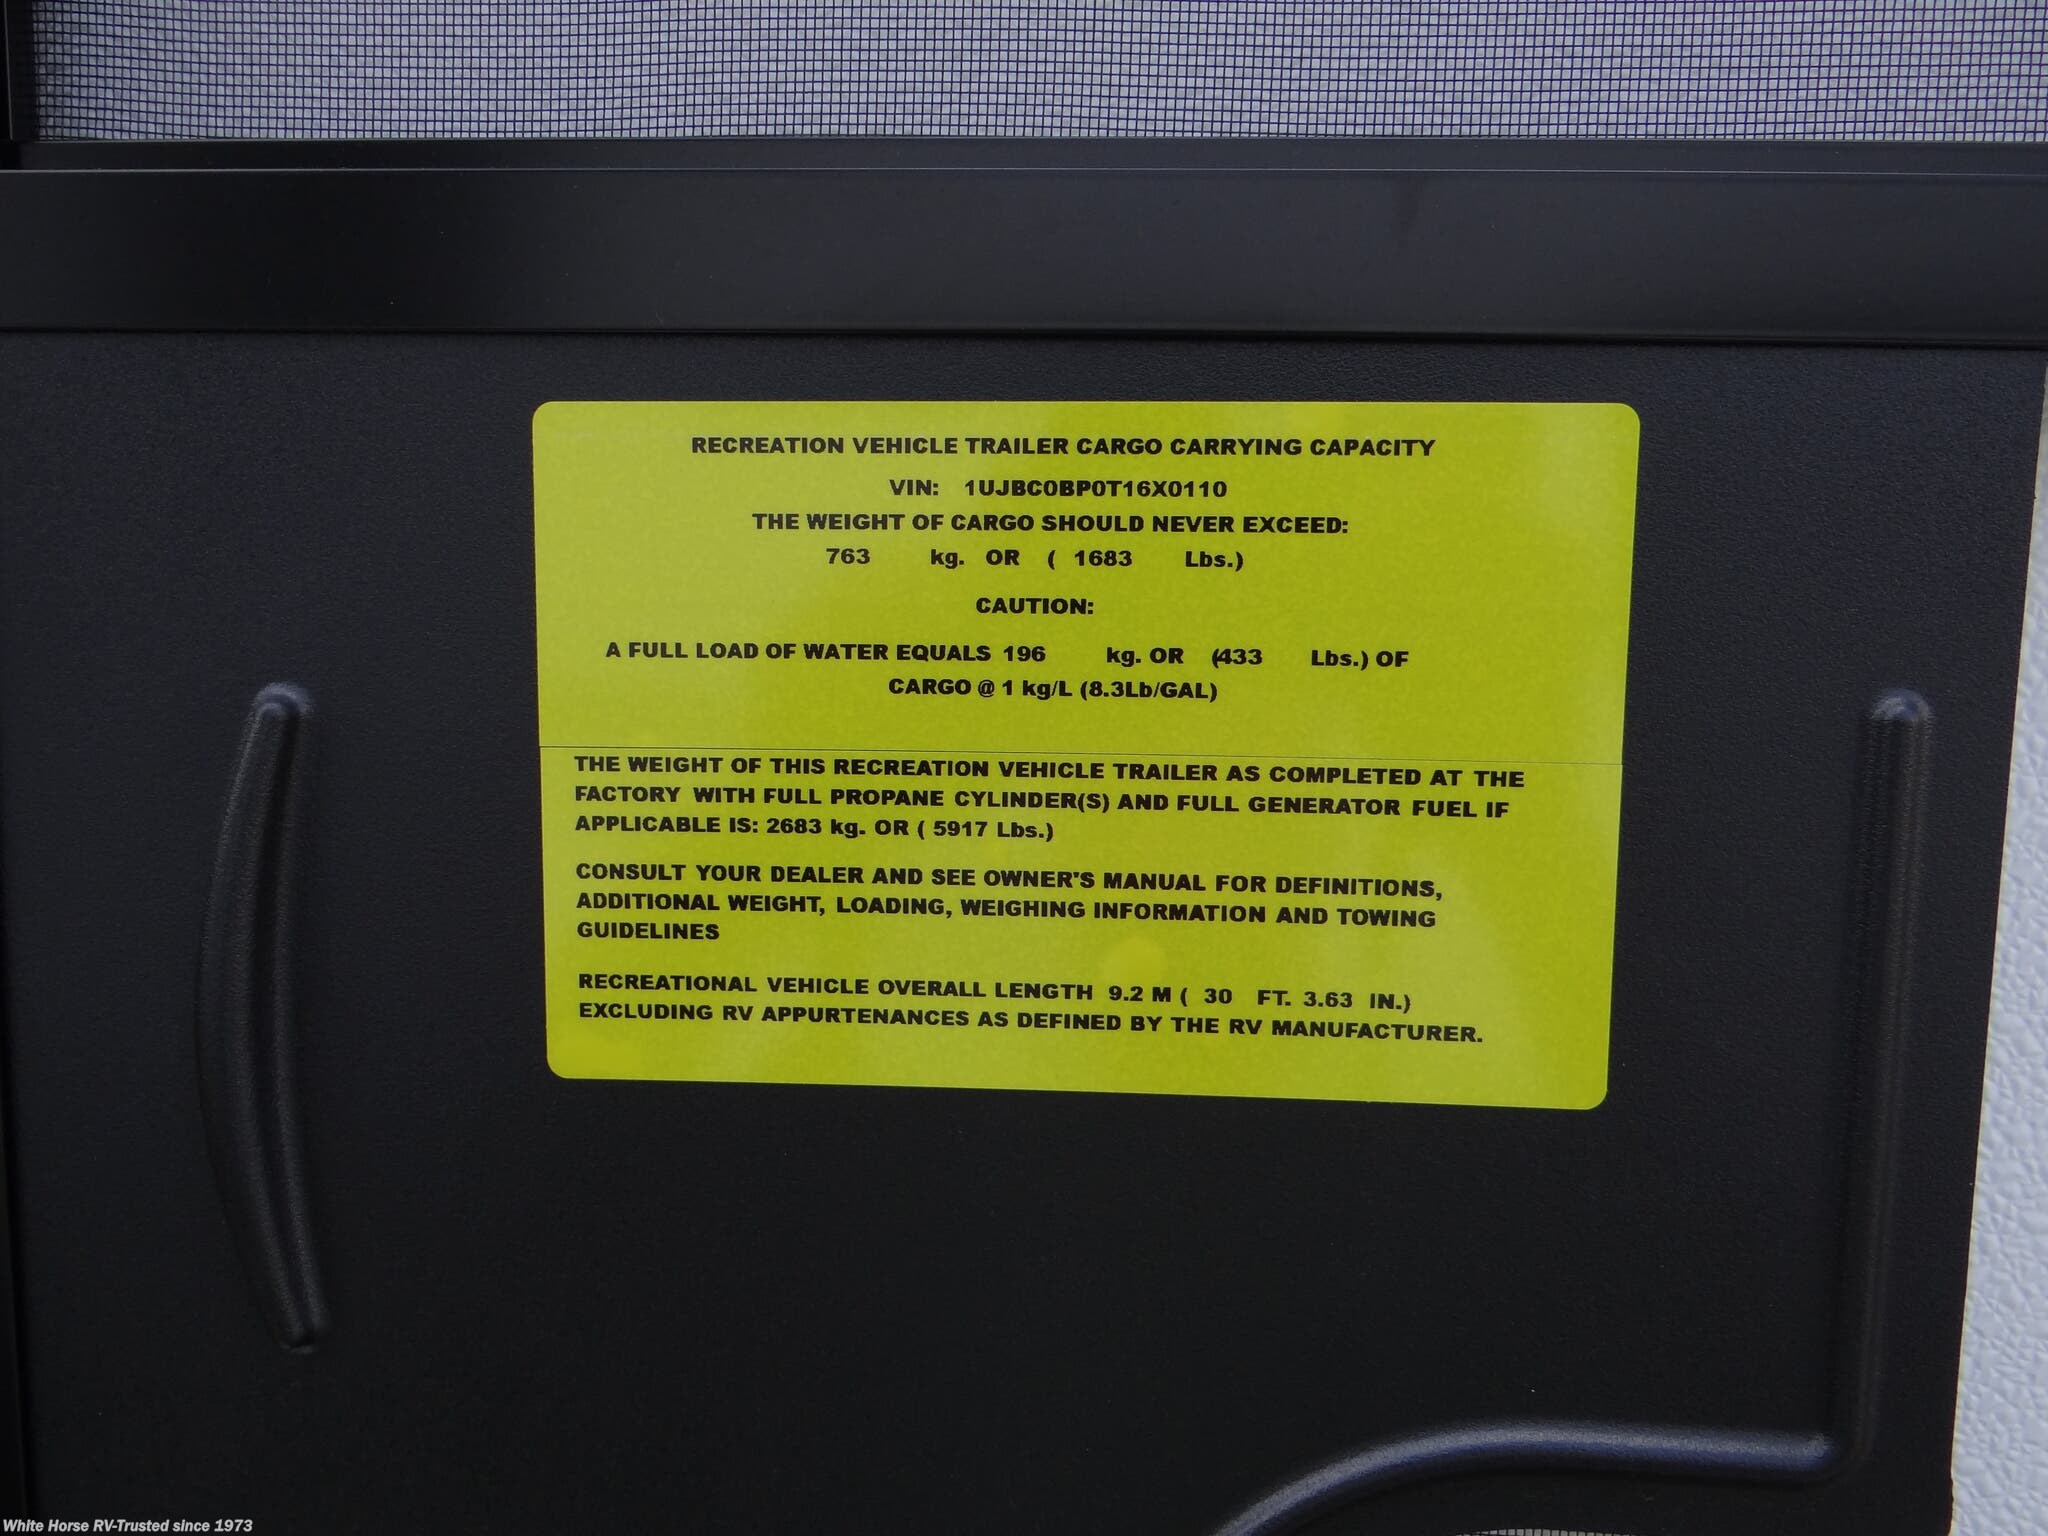 RECREATION VEHICLE TRAILER CARGO CARRYING CAPACITY
VIN: 1UJBC0BP0T16X0110
THE WEIGHT OF CARGO SHOULD NEVER EXCEED:
763 kg. OR ( 1683 Lbs.)
CAUTION:
A FULL LOAD OF WATER EQUALS 196 kg. OR (433 Lbs.) OF
CARGO @ 1 kg/L (8.3Lb/GAL)
THE WEIGHT OF THIS RECREATION VEHICLE TRAILER AS COMPLETED AT THE
FACTORY WITH FULL PROPANE CYLINDER(S) AND FULL GENERATOR FUEL IF
APPLICABLE IS: 2683 kg. OR ( 5917 Lbs.)
CONSULT YOUR DEALER AND SEE OWNER'S MANUAL FOR DEFINITIONS,
ADDITIONAL WEIGHT, LOADING, WEIGHING INFORMATION AND TOWING
GUIDELINES
RECREATIONAL VEHICLE OVERALL LENGTH 9.2 M ( 30 FT. 3.63 IN.)
EXCLUDING RV APPURTENANCES AS DEFINED BY THE RV MANUFACTURER.
White Horse RV-Trusted since 1973